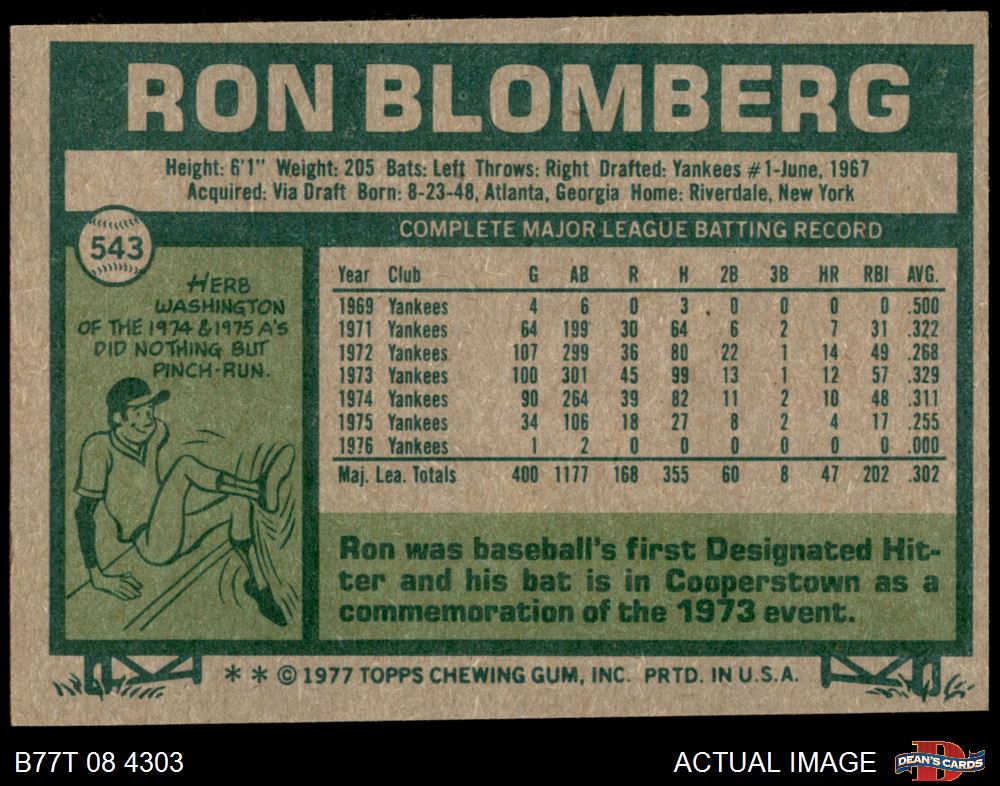 RON BLOMBERG
Height: 6'1" Weight: 205 Bats: Left Throws: Right Drafted: Yankees #1-June, 1967
Acquired: Via Draft Born: 8-23-48, Atlanta, Georgia Home: Riverdale, New York
543
HERB
WASHINGTON
OF THE 1974 & 1975 A'S
DID NOTHING BUT
PINCH-RUN.
COMPLETE MAJOR LEAGUE BATTING RECORD
Year Club G AB R H 2B 3B HR RBI AVG.
1969 Yankees 4 6 0 3 0 0 0 0 .500
1971 Yankees 64 199 30 64 6 2 7 31 .322
1972 Yankees 107 299 36 80 22 1 14 49 .268
1973 Yankees 100 301 45 99 13 1 12 57 .329
1974 Yankees 90 264 39 82 11 2 10 48 .311
1975 Yankees 34 106 18 27 8 2 4 17 .255
1976 Yankees 1 2 0 0 0 0 0 0 .000
Maj. Lea. Totals 400 1177 168 355 60 8 47 202 .302
Ron was baseball's first Designated Hit-
ter and his bat is in Cooperstown as a
commemoration of the 1973 event.
* * © 1977 TOPPS CHEWING GUM, INC. PRTD. IN U.S.A.
B77T 08 4303
ACTUAL IMAGE
D
DEAN'S CARDS